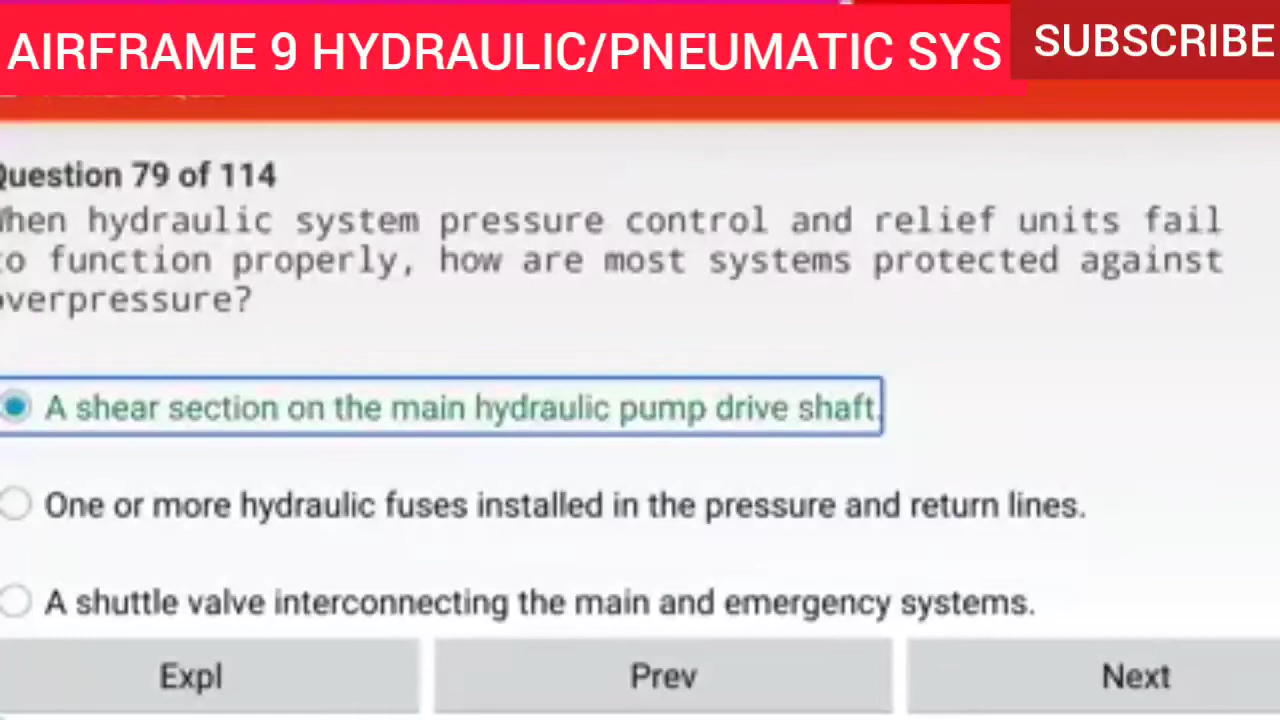 AIRFRAME 9 HYDRAULIC/PNEUMATIC SYS
SUBSCRIBE
Question 79 of 114
When hydraulic system pressure control and relief units fail
to function properly, how are most systems protected against
overpressure?
A shear section on the main hydraulic pump drive shaft.
One or more hydraulic fuses installed in the pressure and return lines.
A shuttle valve interconnecting the main and emergency systems.
Expl
Prev
Next